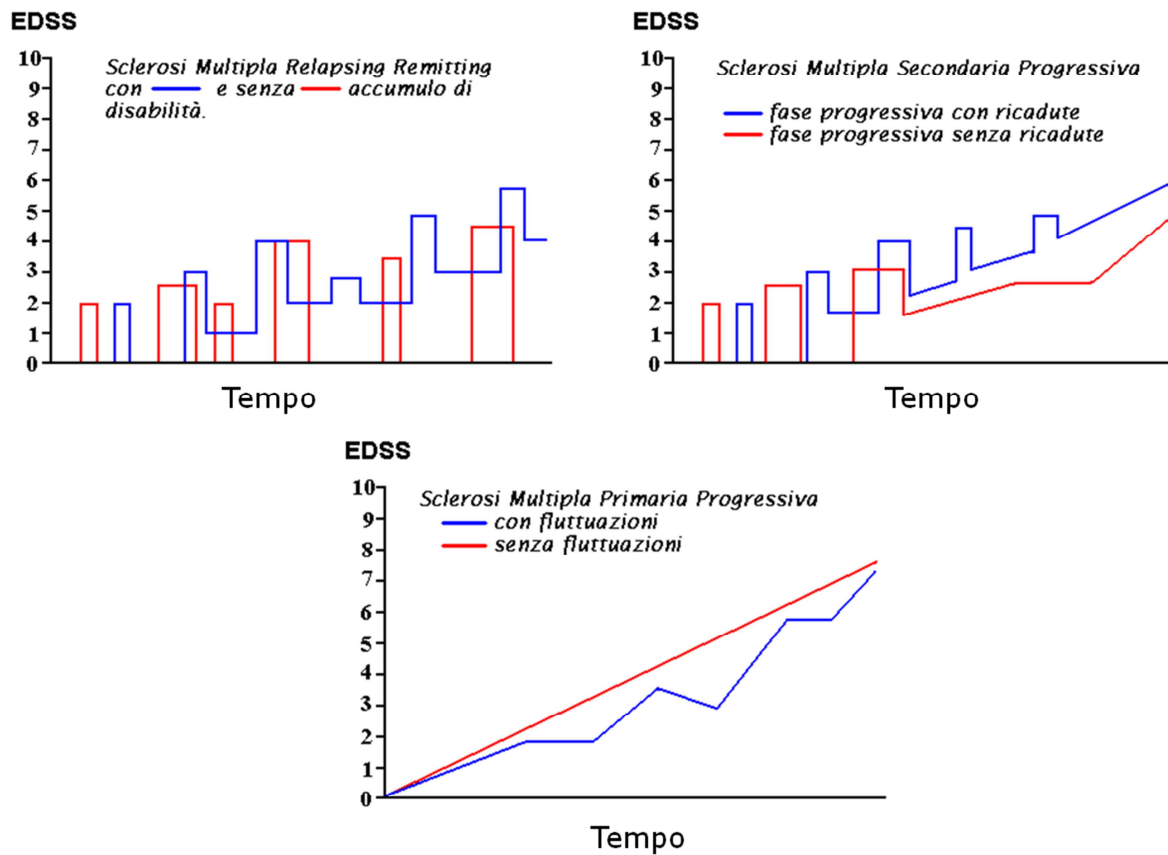 EDSS
10
9
8
7
6
5
4
3
2
1
0
Sclerosi Multipla Relapsing Remitting
con e senza accumulo di
disabilità.
Tempo
EDSS
10
9
8
7
6
5
4
3
2
1
0
Sclerosi Multipla Secondaria Progressiva
fase progressiva con ricadute
fase progressiva senza ricadute
Tempo
EDSS
10
9
8
7
6
5
4
3
2
1
0
Sclerosi Multipla Primaria Progressiva
con fluttuazioni
senza fluttuazioni
Tempo